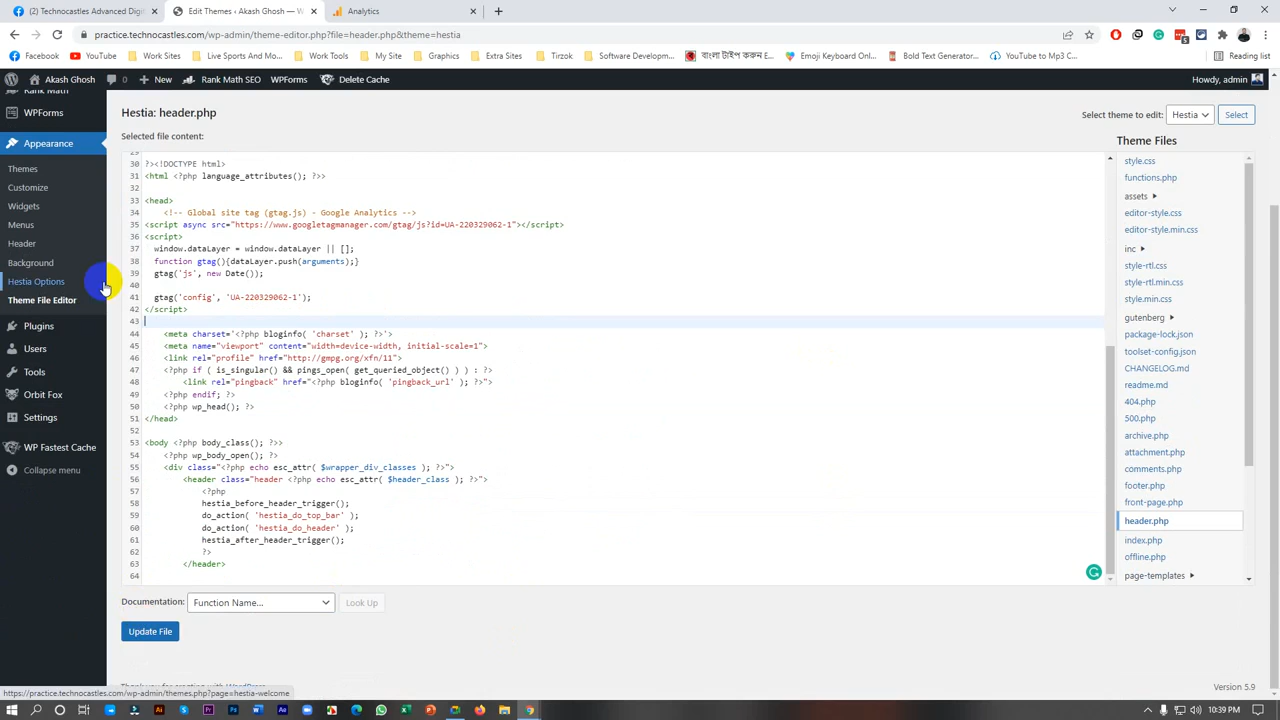 (2) Technocastles Advanced Digit
Edit Themes ‹ Akash Ghosh — W
Analytics
practice.technocastles.com/wp-admin/theme-editor.php?file=header.php&theme=hestia
Facebook
YouTube
Work Sites
Live Sports And Mo...
Work Tools
My Site
Graphics
Extra Sites
Tirzok
Software Developm...
বাংলা টাইপ করুন E...
Emoji Keyboard Onl...
Bold Text Generator...
YouTube to Mp3 C...
Reading list
Akash Ghosh
0
New
Rank Math SEO
WPForms
Delete Cache
Howdy, admin
Rank Math
WPForms
Appearance
Themes
Customize
Widgets
Menus
Header
Background
Hestia Options
Theme File Editor
Plugins
Users
Tools
Orbit Fox
Settings
WP Fastest Cache
Collapse menu
Hestia: header.php
Select theme to edit:
Hestia
Select
Selected file content:
29
30 ?><!DOCTYPE html>
31 <html <?php language_attributes(); ?>>
32
33 <head>
34 <!-- Global site tag (gtag.js) - Google Analytics -->
35 <script async src="https://www.googletagmanager.com/gtag/js?id=UA-220329062-1"></script>
36 <script>
37 window.dataLayer = window.dataLayer || [];
38 function gtag(){dataLayer.push(arguments);}
39 gtag('js', new Date());
40
41 gtag('config', 'UA-220329062-1');
42 </script>
43
44 <meta charset='<?php bloginfo( 'charset' ); ?>'>
45 <meta name="viewport" content="width=device-width, initial-scale=1">
46 <link rel="profile" href="http://gmpg.org/xfn/11">
47 <?php if ( is_singular() && pings_open( get_queried_object() ) ) : ?>
48 <link rel="pingback" href="<?php bloginfo( 'pingback_url' ); ?>">
49 <?php endif; ?>
50 <?php wp_head(); ?>
51 </head>
52
53 <body <?php body_class(); ?>>
54 <?php wp_body_open(); ?>
55 <div class="<?php echo esc_attr( $wrapper_div_classes ); ?>">
56 <header class="header <?php echo esc_attr( $header_class ); ?>">
57 <?php
58 hestia_before_header_trigger();
59 do_action( 'hestia_do_top_bar' );
60 do_action( 'hestia_do_header' );
61 hestia_after_header_trigger();
62 ?>
63 </header>
64
Theme Files
style.css
functions.php
assets
editor-style.css
editor-style.min.css
inc
style-rtl.css
style-rtl.min.css
style.min.css
gutenberg
package-lock.json
toolset-config.json
CHANGELOG.md
readme.md
404.php
500.php
archive.php
attachment.php
comments.php
footer.php
front-page.php
header.php
index.php
offline.php
page-templates
Documentation:
Function Name...
Look Up
Update File
Thank you for creating with WordPress.
Version 5.9
https://practice.technocastles.com/wp-admin/themes.php?page=hestia-welcome
10:39 PM